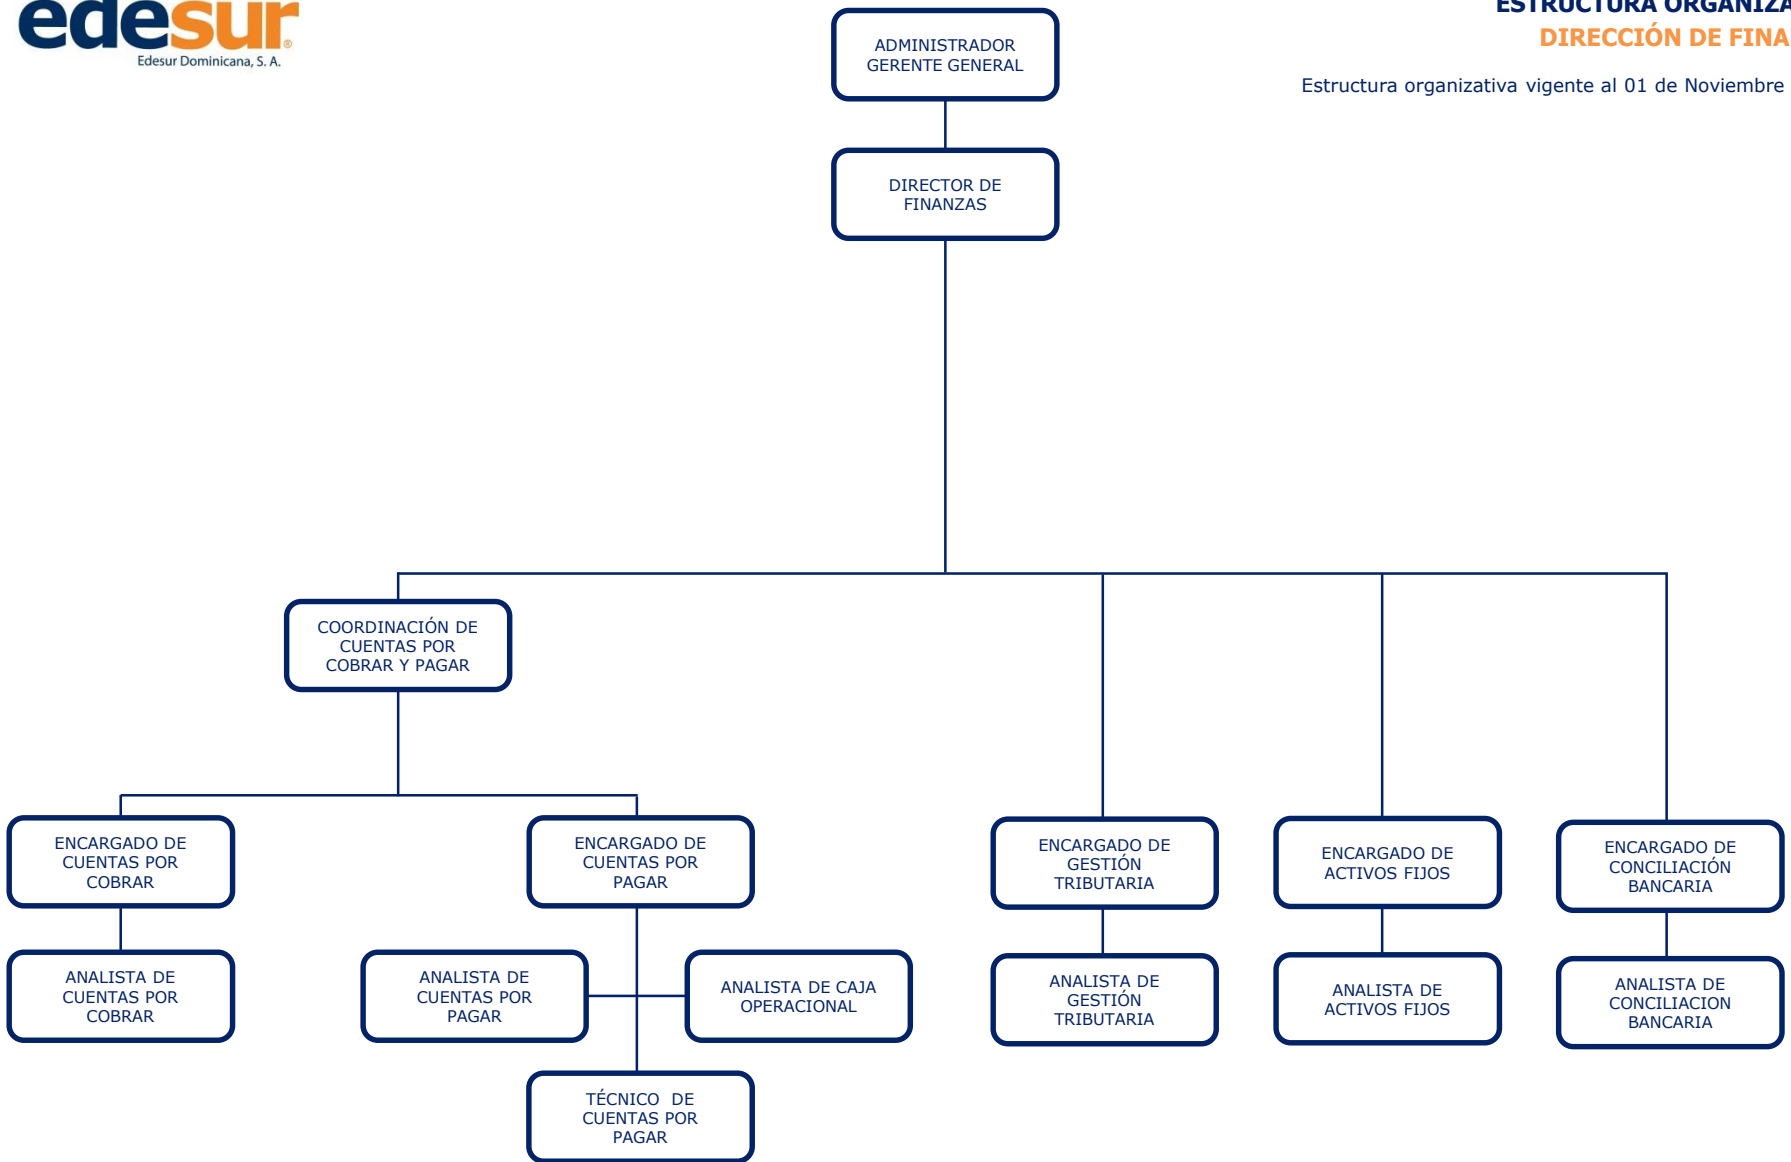 edesur
Edesur Dominicana, S. A.
DIRECCIÓN DE
Estructura organizativa vigente al 01 de Noviembre
ESTRUCTURA
ADMINISTRADOR
GERENTE GENERAL
DIRECTOR DE
FINANZAS
COORDINACIÓN DE
CUENTAS POR
COBRAR Y PAGAR
ENCARGADO DE
CUENTAS POR
COBRAR
ENCARGADO DE
CUENTAS POR
PAGAR
ENCARGADO DE
GESTIÓN
TRIBUTARIA
ENCARGADO DE
ACTIVOS FIJOS
ENCARGADO DE
CONCILIACIÓN
BANCARIA
ANALISTA DE
CUENTAS POR
COBRAR
ANALISTA DE
CUENTAS POR
PAGAR
ANALISTA DE CAJA
OPERACIONAL
ANALISTA DE
GESTIÓN
TRIBUTARIA
ANALISTA DE
ACTIVOS FIJOS
ANALISTA DE
CONCILIACION
BANCARIA
TÉCNICO DE
CUENTAS POR
PAGAR